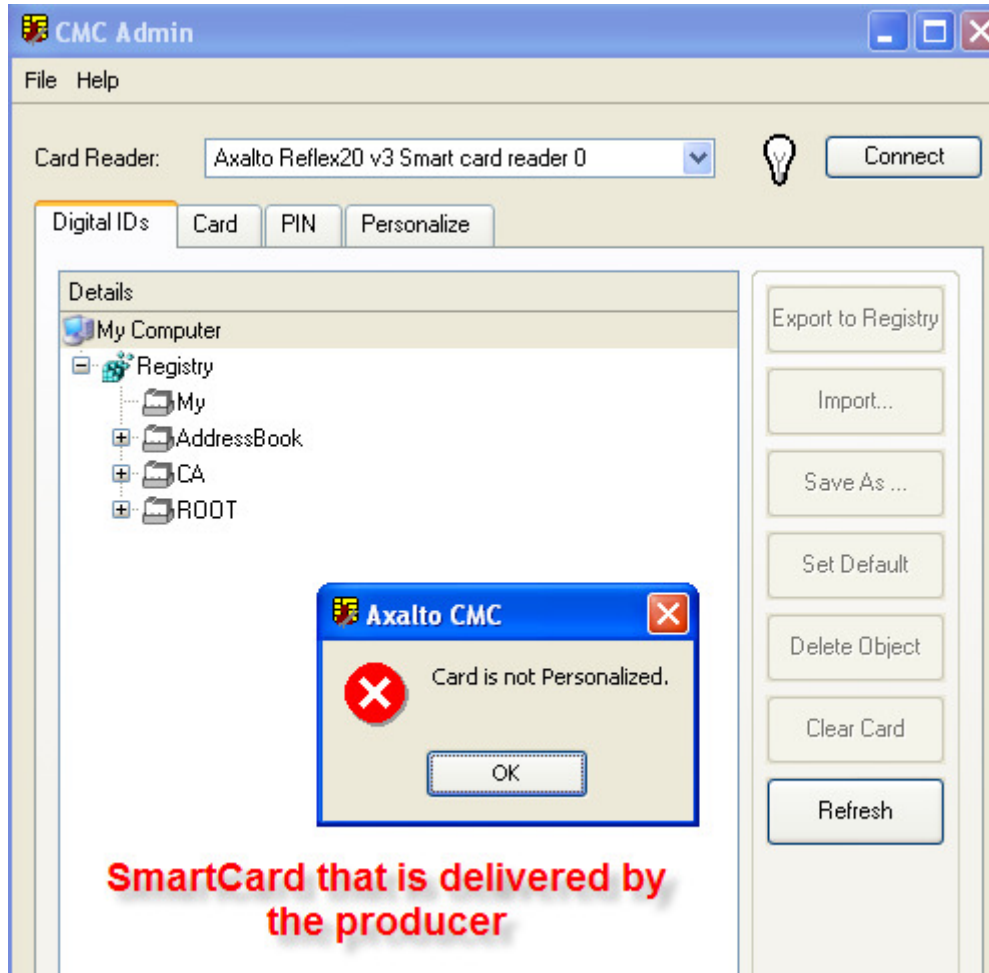 CMC Admin
File Help
Card Reader: Axalto Reflex20 v3 Smart card reader 0 Connect
Digital IDs Card PIN Personalize
Details
My Computer
Registry
My
AddressBook
CA
ROOT
Export to Registry
Import...
Save As ...
Set Default
Delete Object
Clear Card
Refresh
Axalto CMC
Card is not Personalized.
OK
SmartCard that is delivered by
the producer